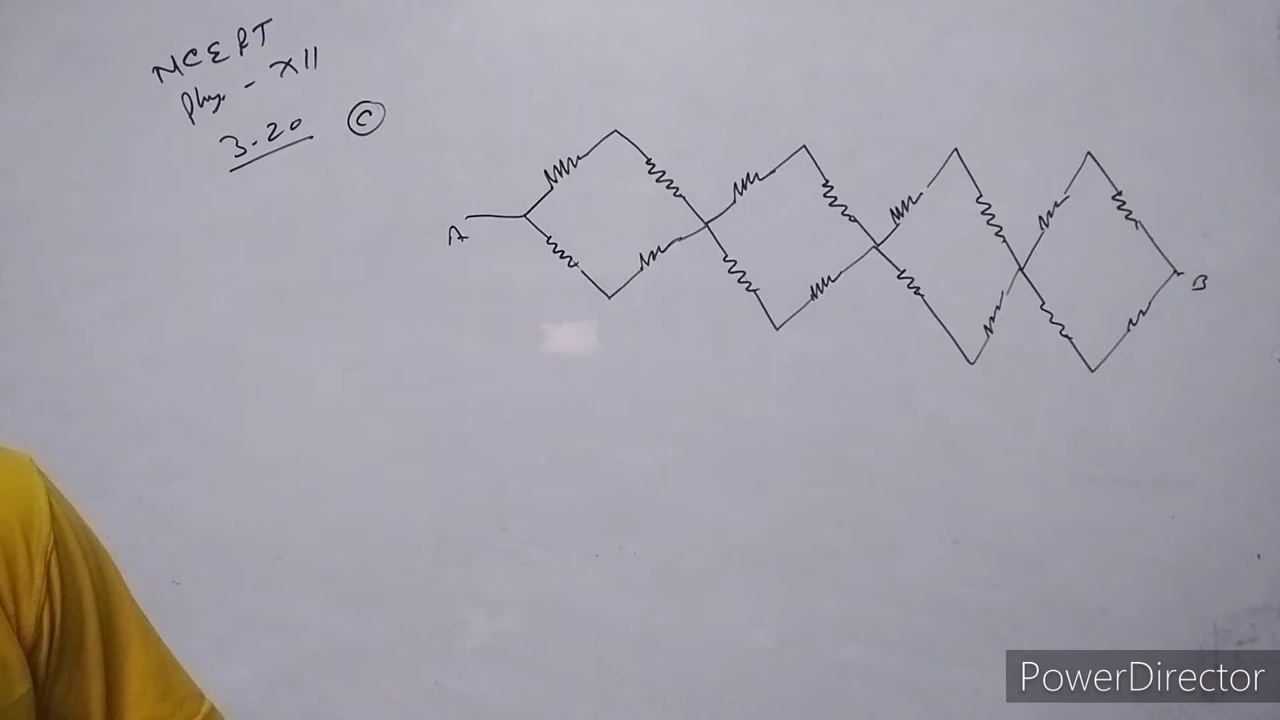 NCERT
Phy. - XII
3.20 C
A
B
PowerDirector